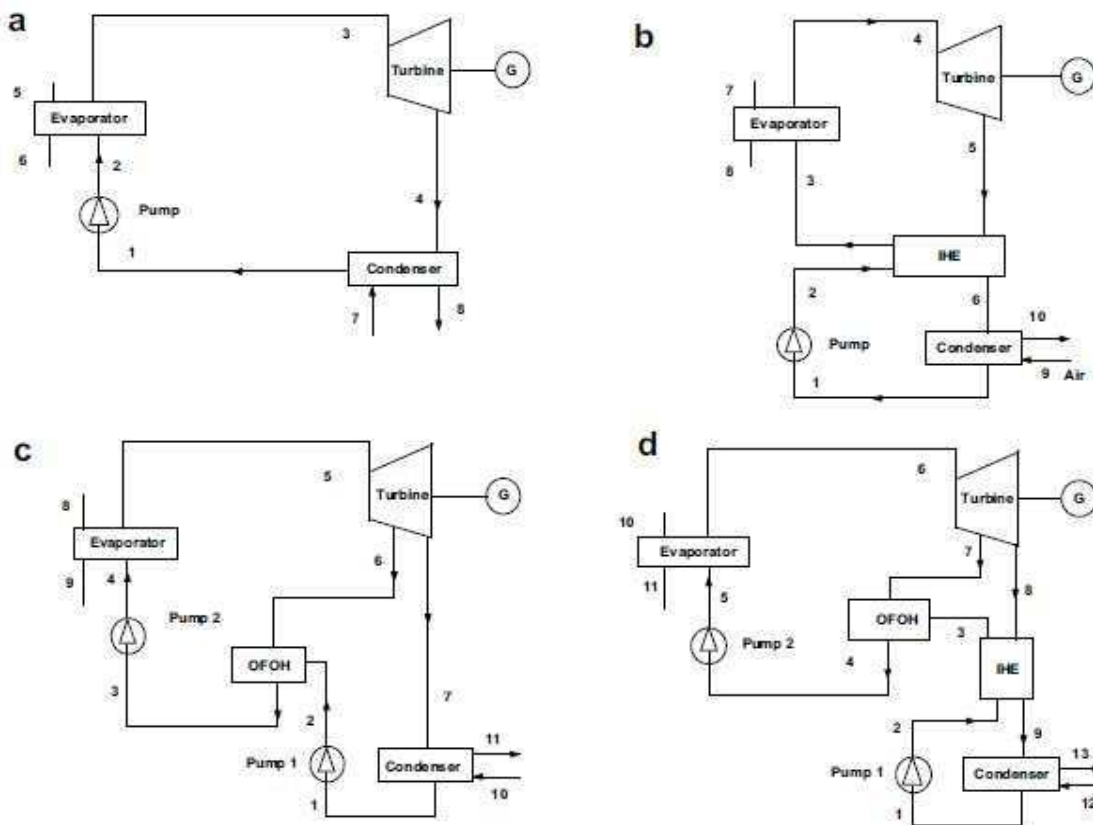 a
3
Turbine
G
5
Evaporator
6
2
4
Pump
1
Condenser
7
8
b
4
Turbine
G
7
Evaporator
5
8
3
IHE
2
6
10
Pump
Condenser
9 Air
1
c
5
Turbine
G
8
Evaporator
6
9
4
Pump 2
OFOH
3
7
2
11
Pump 1
Condenser
10
1
d
6
Turbine
G
10
7
Evaporator
11
5
8
OFOH
3
Pump 2
4
IHE
2
9
13
Pump 1
Condenser
12
1